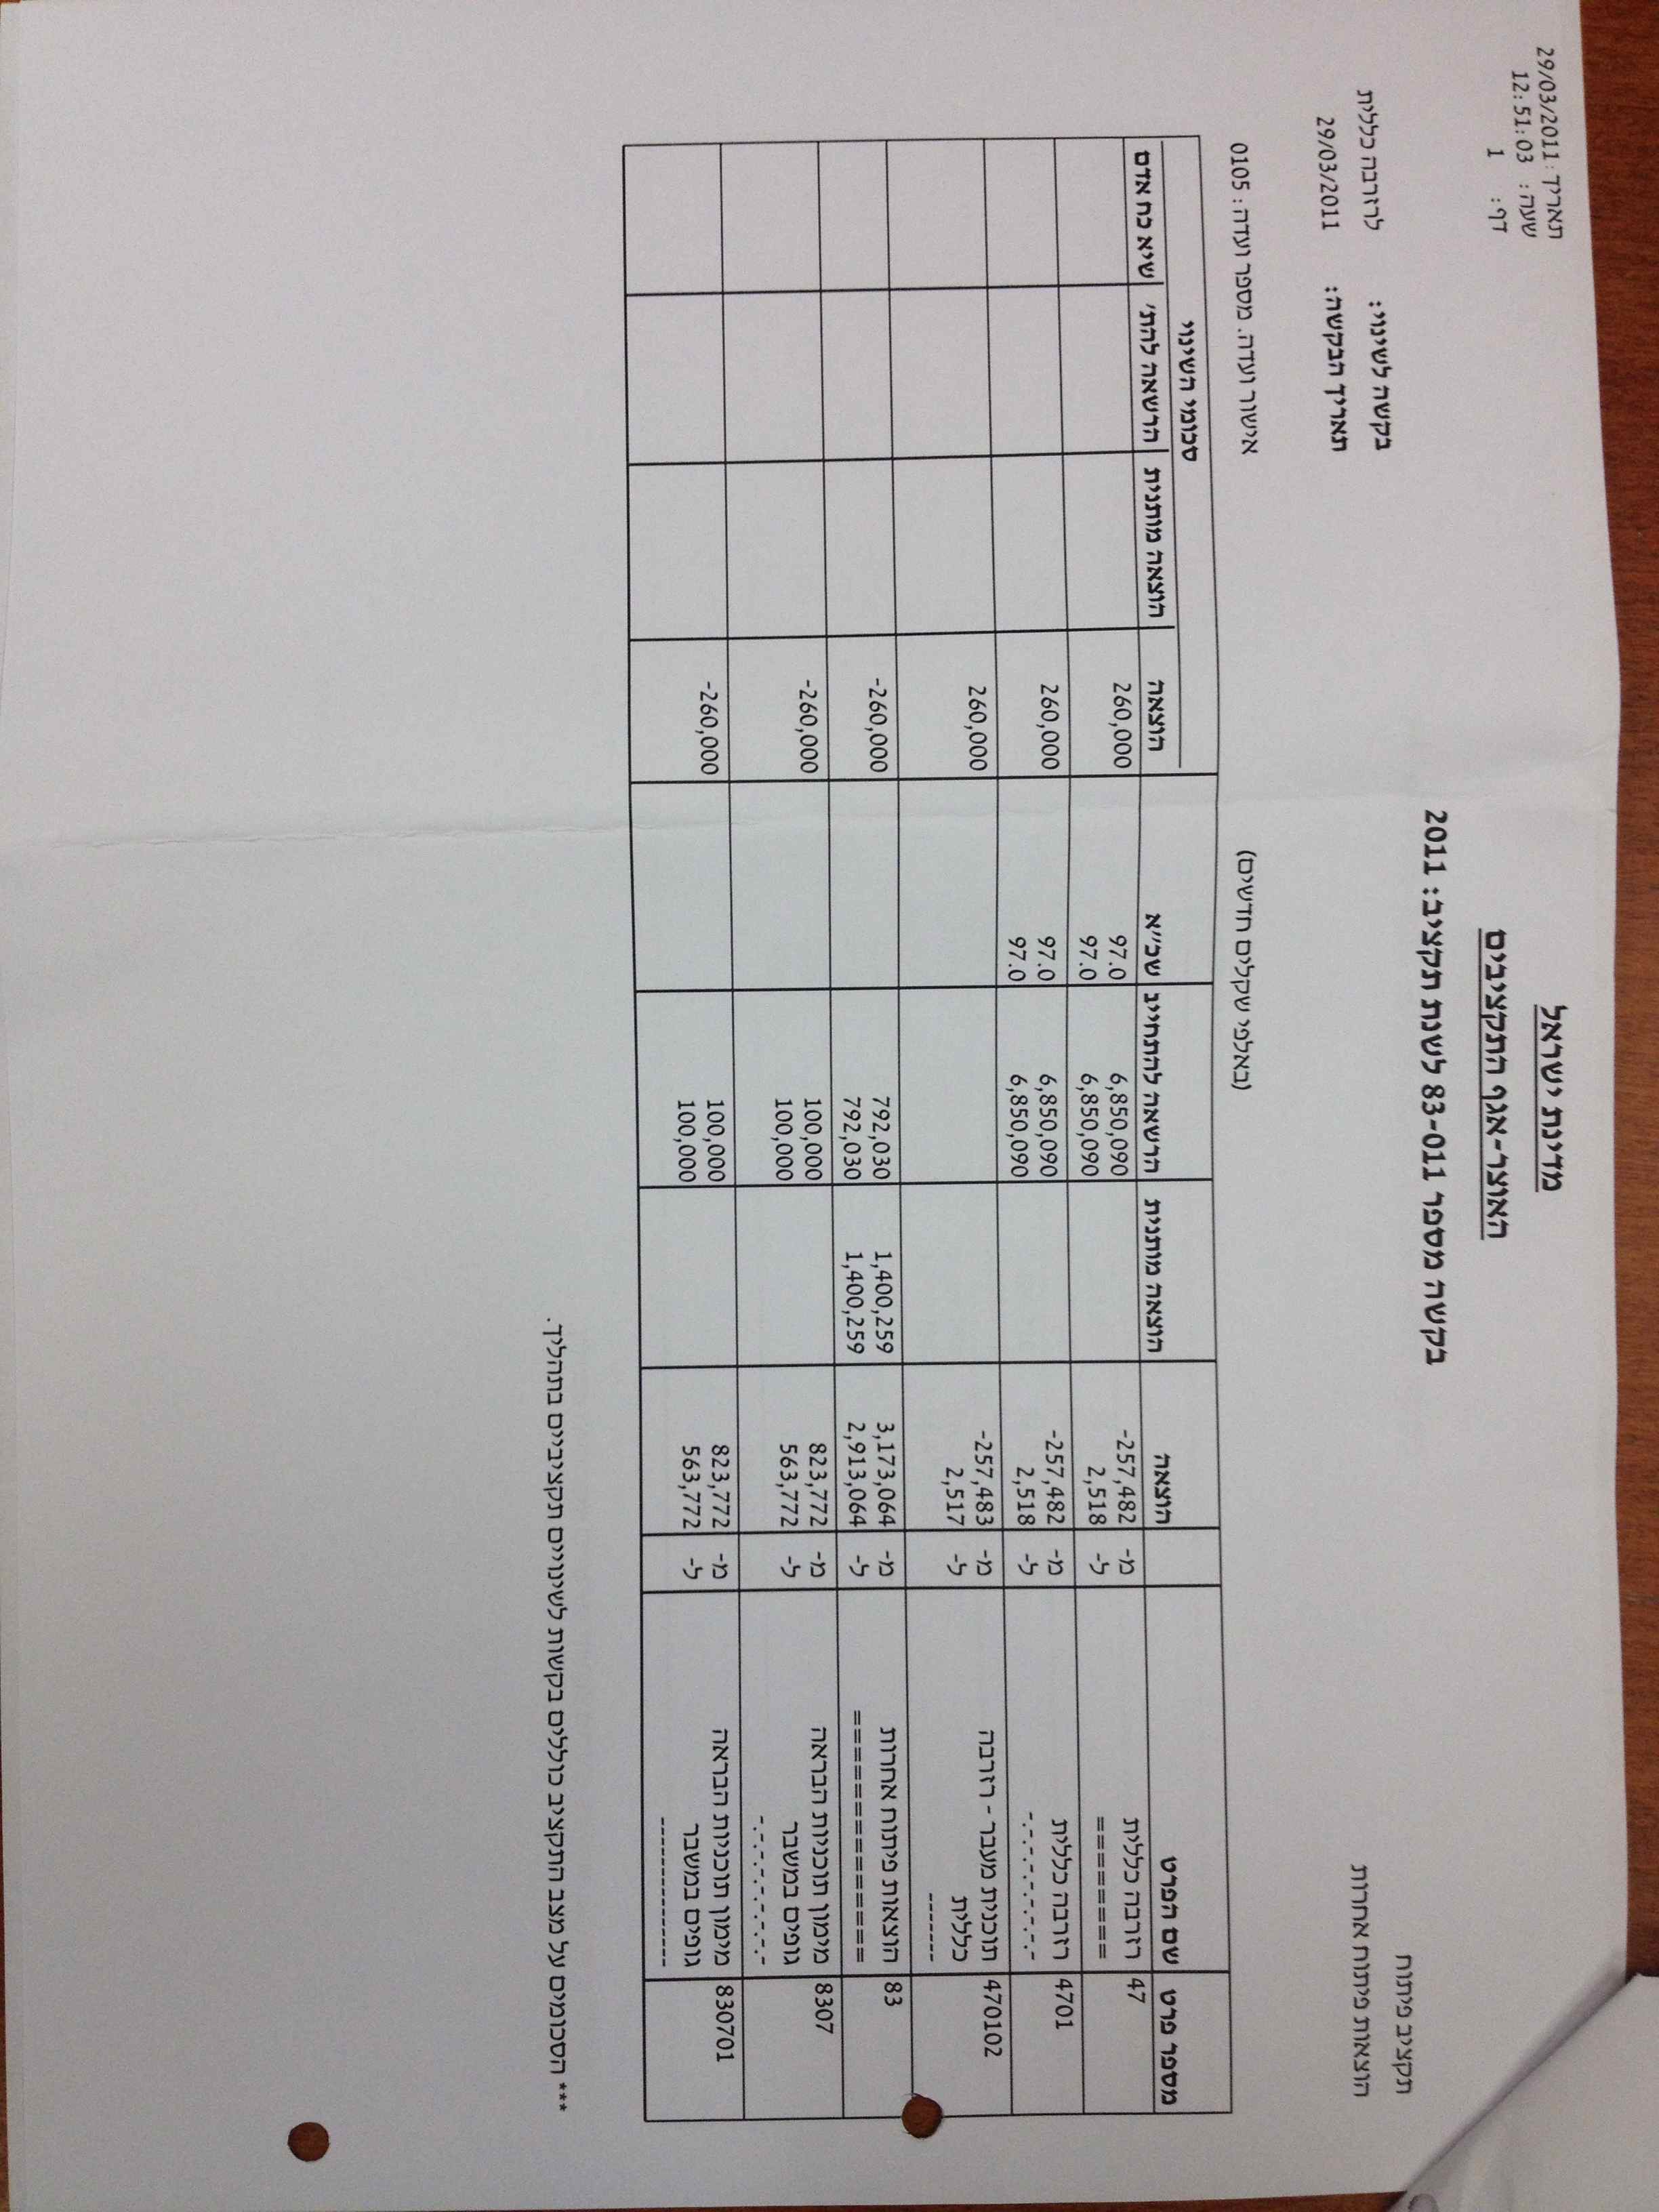 תאריד: 29/03/2011
שעה: 12:51:03
דף: 1
מדינת ישראל
האוצר-אגף התקציבים
בקשה מספר 83-011 לשנת תקציב: 2011
תקציב פיתוח
הוצאות פיתוח אחרות
בקשה לשינוי: לרזרבה כללית
תאריך הבקשה: 29/03/2011
(באלפי שקלים חדשים)
אישור ועדה. מספר ועדה: 0105
סכומי השינוי
מספר פרט שם הפרט הוצאה הוצאה מותנית הרשאה להתחייב שכ״א הוצאה הוצאה מותנית הרשאה להת׳ שיא כח אדם
47 רזרבה כללית מ- -257,482 6,850,090 97.0 260,000
======== ל- 2,518 6,850,090 97.0
4701 רזרבה כללית מ- -257,482 6,850,090 97.0 260,000
-.-.-.-.-.-.- ל- 2,518 6,850,090 97.0
470102 תוכנית מעבר - רזרבה מ- -257,483 260,000
כללית ל- 2,517
-------
83 הוצאות פיתוח אחרות מ- 3,173,064 1,400,259 792,030 -260,000
============== ל- 2,913,064 1,400,259 792,030
8307 מימון תוכניות הבראה מ- 823,772 100,000 -260,000
גופים במשבר ל- 563,772 100,000
-.-.-.-.-.-.-
830701 מימון תוכניות הבראה מ- 823,772 100,000 -260,000
גופים במשבר ל- 563,772 100,000
--------------
*** הסכומים על מצב התקציב כוללים בקשות לשינויים תקציביים בתהליך.